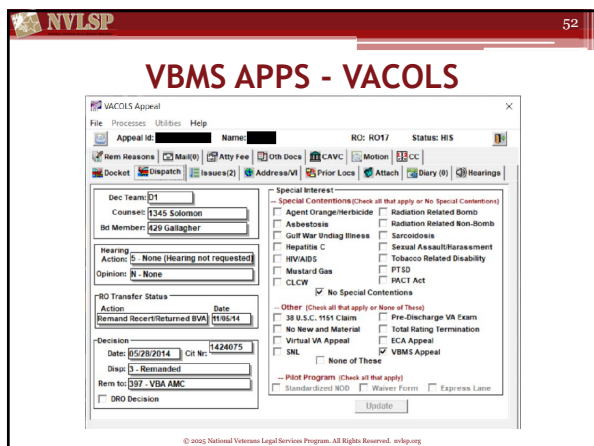 NVLSP
52
VBMS APPS - VACOLS
VACOLS Appeal
File Processes Utilities Help
Appeal Id: Name: RO: RO17 Status: HIS
Rem Reasons Mail(0) Atty Fee Oth Docs CAVC Motion CC
Docket Dispatch Issues(2) Address/VI Prior Locs Attach Diary (0) Hearings
Dec Team: D1
Counsel: 1345 Solomon
Bd Member: 429 Gallagher
Hearing
Action: 5 - None (Hearing not requested)
Opinion: N - None
RO Transfer Status
Action Date
Remand Recert/Returned BVA 11/05/14
Decision
Date: 05/28/2014 Cit Nr: 1424075
Disp: 3 - Remanded
Rem to: 397 - VBA AMC
DRO Decision
Special Interest
-- Special Contentions (Check all that apply or No Special Contentions)
Agent Orange/Herbicide Radiation Related Bomb
Asbestosis Radiation Related Non-Bomb
Gulf War Undiag Illness Sarcoidosis
Hepatitis C Sexual Assault/Harassment
HIV/AIDS Tobacco Related Disability
Mustard Gas PTSD
CLCW PACT Act
No Special Contentions
-- Other (Check all that apply or None of These)
38 U.S.C. 1151 Claim Pre-Discharge VA Exam
No New and Material Total Rating Termination
Virtual VA Appeal ECA Appeal
SNL VBMS Appeal
None of These
-- Pilot Program (Check all that apply)
Standardized NOD Waiver Form Express Lane
Update
© 2025 National Veterans Legal Services Program. All Rights Reserved. nvlsp.org